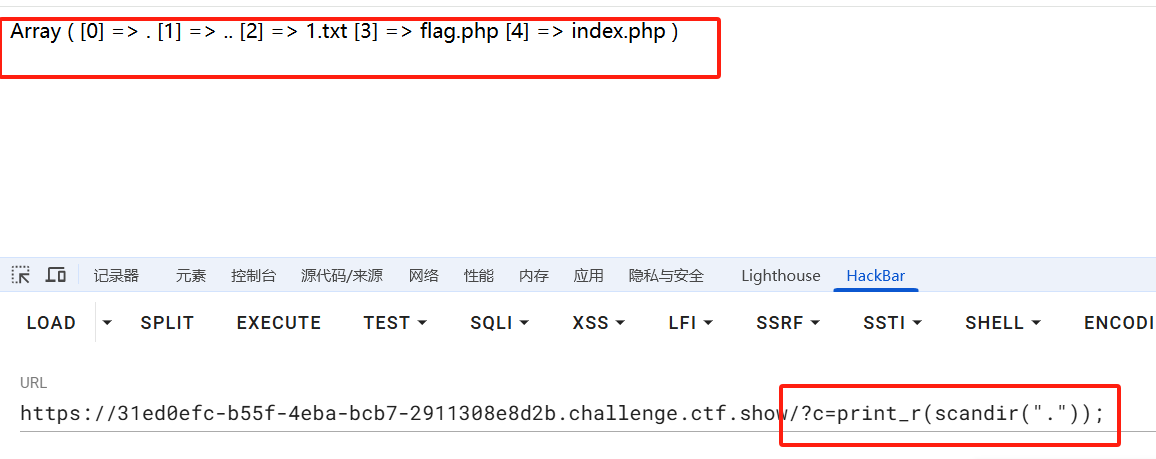 Array ( [0] => . [1] => .. [2] => 1.txt [3] => flag.php [4] => index.php )
记录器 元素 控制台 源代码/来源 网络 性能 内存 应用 隐私与安全 Lighthouse HackBar
LOAD SPLIT EXECUTE TEST SQLI XSS LFI SSRF SSTI SHELL ENCODI
URL
https://31ed0efc-b55f-4eba-bcb7-2911308e8d2b.challenge.ctf.show/?c=print_r(scandir("."));